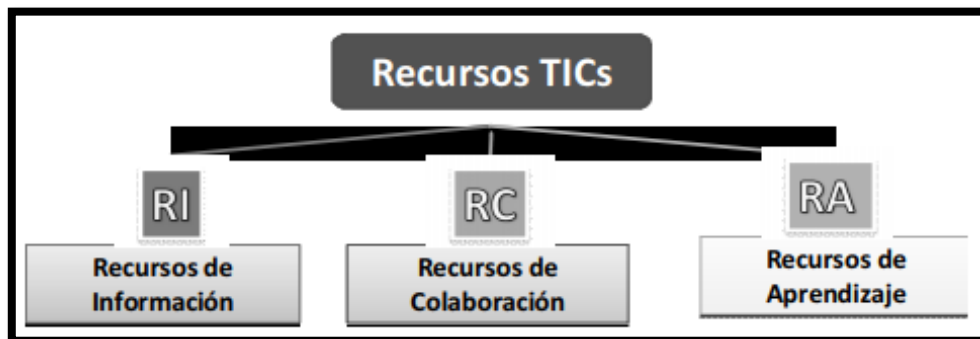 Recursos TICs
RI
RC
RA
Recursos de
Información
Recursos de
Colaboración
Recursos de
Aprendizaje